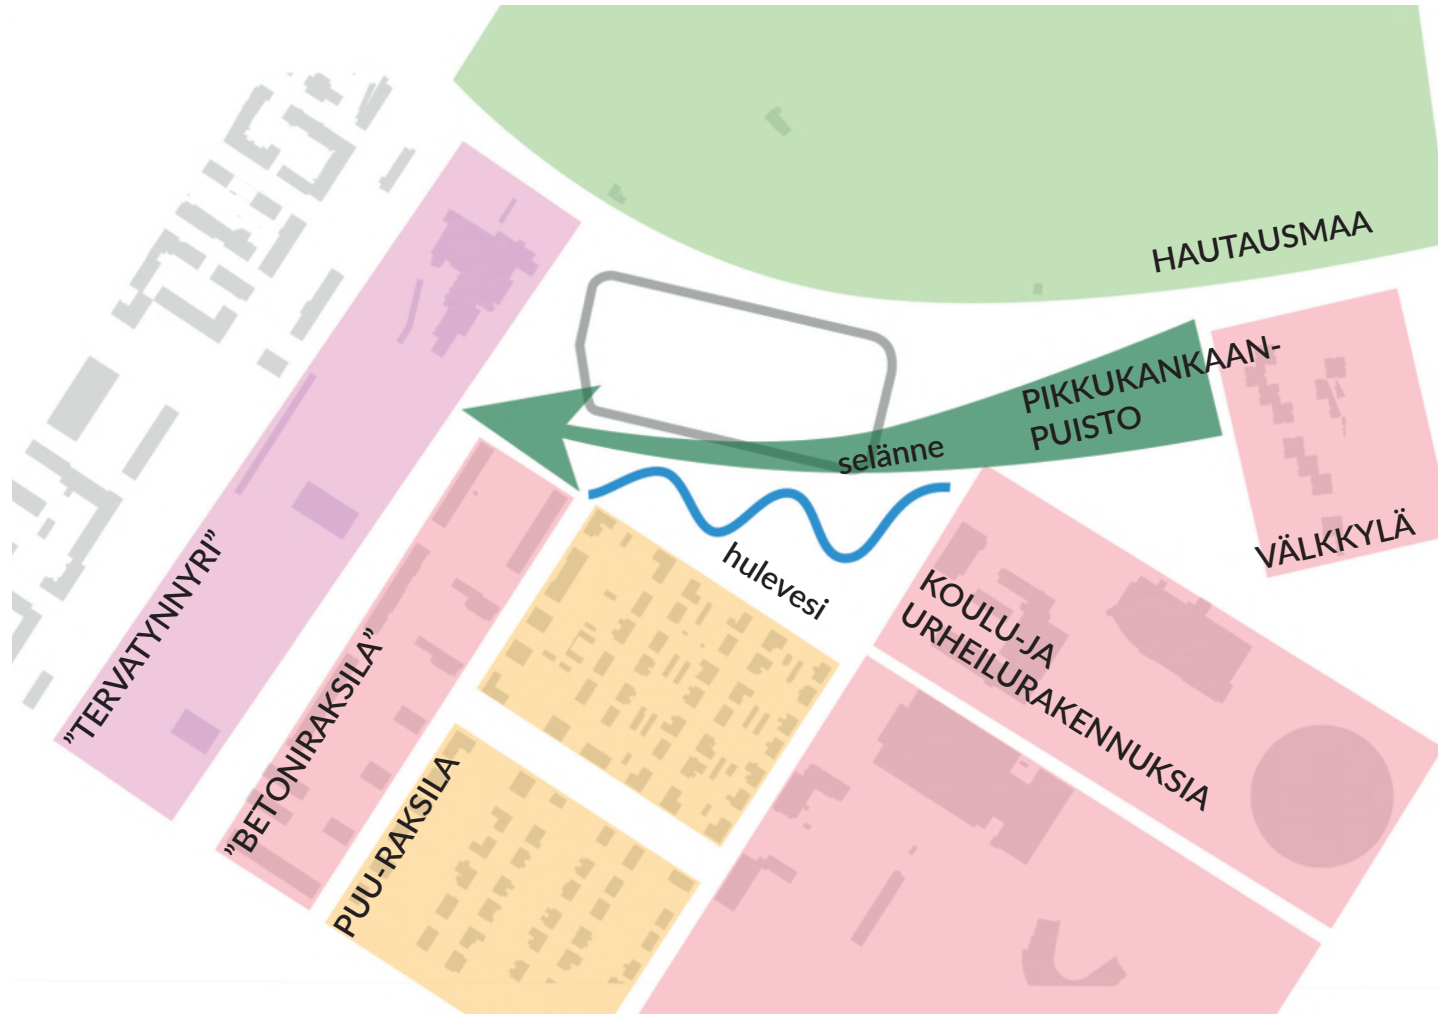 HAUTAUSMAA
PIKKUKANKAAN-
PUISTO
selänne
hulevesi
VÄLKKYLÄ
KOULU-JA
URHEILURAKENNUKSIA
”TERVATYNNYRI”
”BETONIRAKSILA”
PUU-RAKSILA